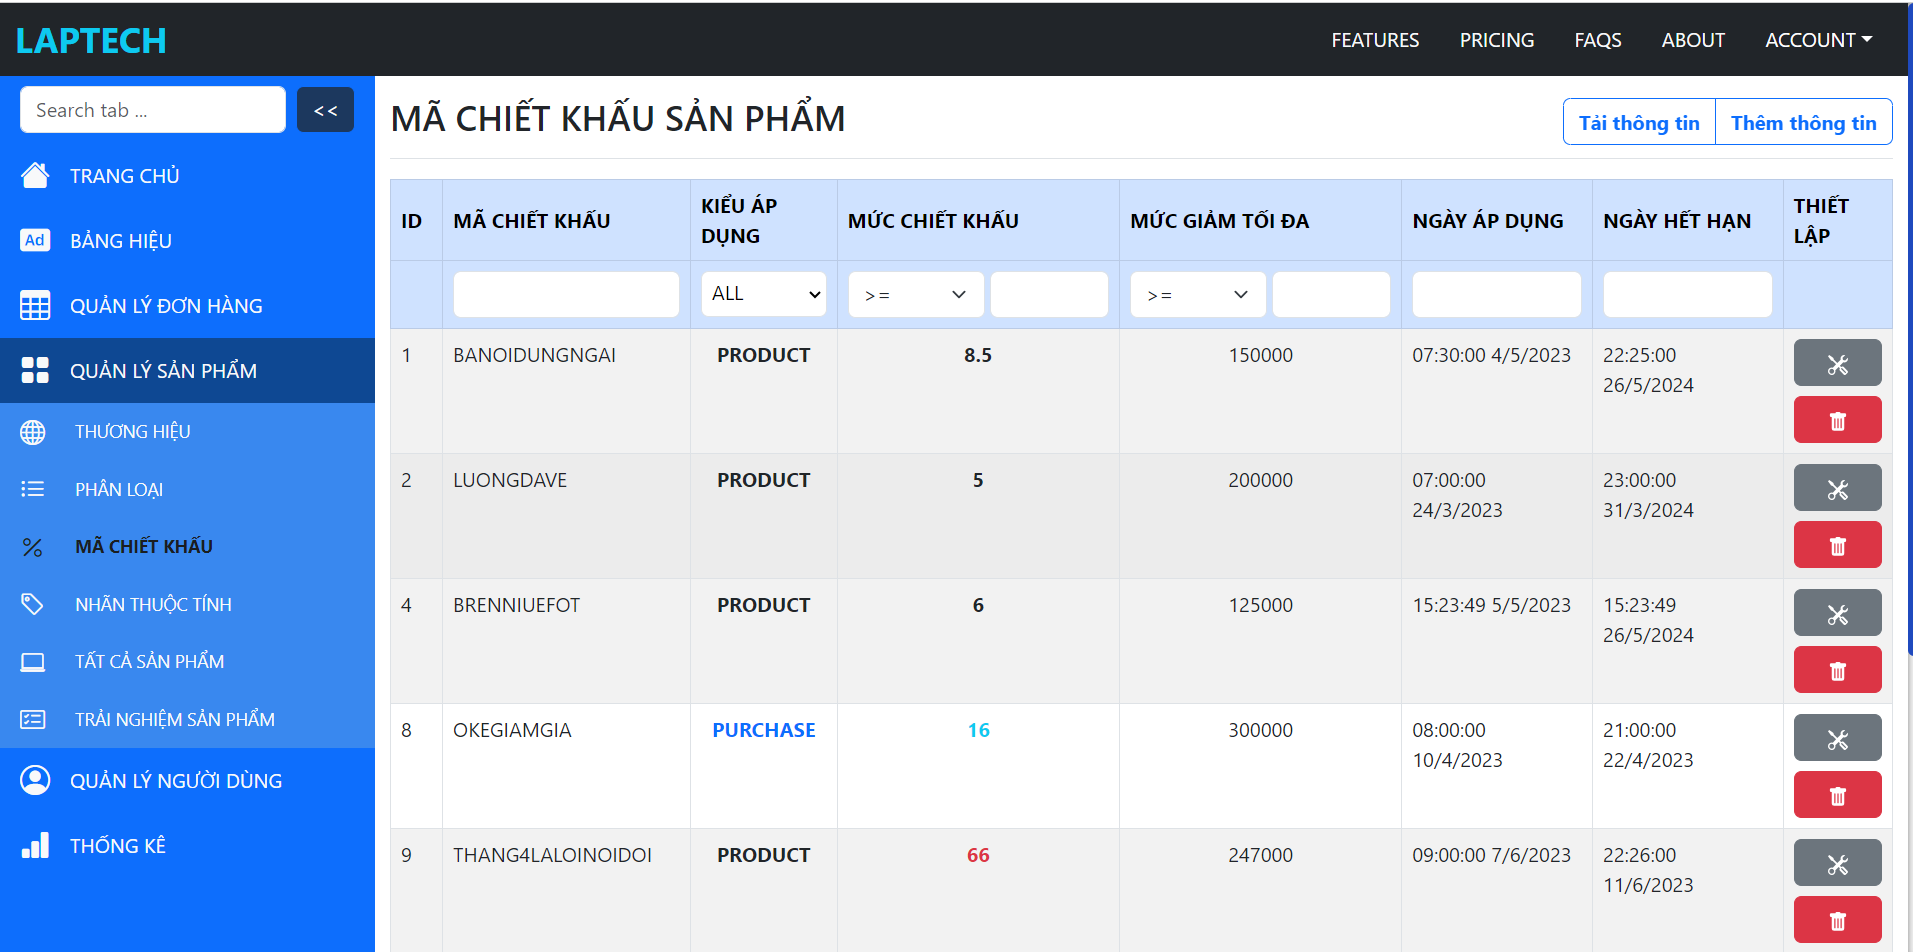 LAPTECH
FEATURES
PRICING
FAQS
ABOUT
ACCOUNT
Search tab ...
<<
TRANG CHỦ
Ad
BẢNG HIỆU
QUẢN LÝ ĐƠN HÀNG
QUẢN LÝ SẢN PHẨM
THƯƠNG HIỆU
PHÂN LOẠI
MÃ CHIẾT KHẤU
NHÃN THUỘC TÍNH
TẤT CẢ SẢN PHẨM
TRẢI NGHIỆM SẢN PHẨM
QUẢN LÝ NGƯỜI DÙNG
THỐNG KÊ
MÃ CHIẾT KHẤU SẢN PHẨM
Tải thông tin
Thêm thông tin
ID
MÃ CHIẾT KHẤU
KIỂU ÁP
DỤNG
MỨC CHIẾT KHẤU
MỨC GIẢM TỐI ĐA
NGÀY ÁP DỤNG
NGÀY HẾT HẠN
THIẾT
LẬP
ALL
>=
>=
1
BANOIDUNGNGAI
PRODUCT
8.5
150000
07:30:00 4/5/2023
22:25:00
26/5/2024
2
LUONGDAVE
PRODUCT
5
200000
07:00:00
24/3/2023
23:00:00
31/3/2024
4
BRENNIUEFOT
PRODUCT
6
125000
15:23:49 5/5/2023
15:23:49
26/5/2024
8
OKEGIAMGIA
PURCHASE
16
300000
08:00:00
10/4/2023
21:00:00
22/4/2023
9
THANG4LALOINOIDOI
PRODUCT
66
247000
09:00:00 7/6/2023
22:26:00
11/6/2023